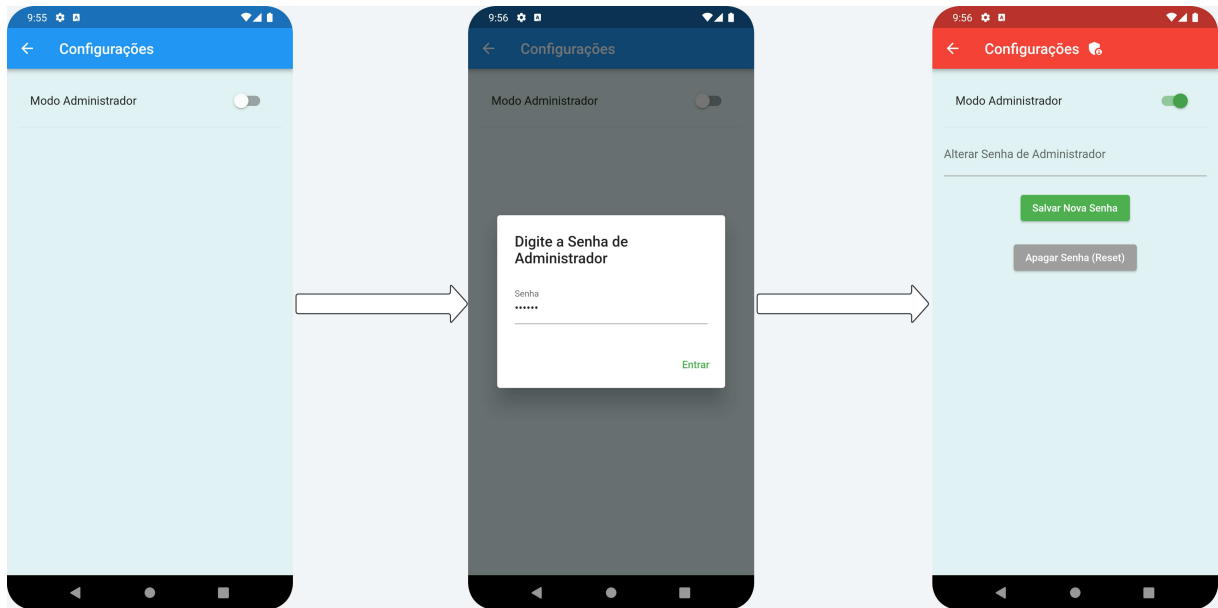 9:55
Configurações
Modo Administrador
9:56
Configurações
Modo Administrador
Digite a Senha de
Administrador
Senha
••••••
Entrar
9:56
Configurações
Modo Administrador
Alterar Senha de Administrador
Salvar Nova Senha
Apagar Senha (Reset)